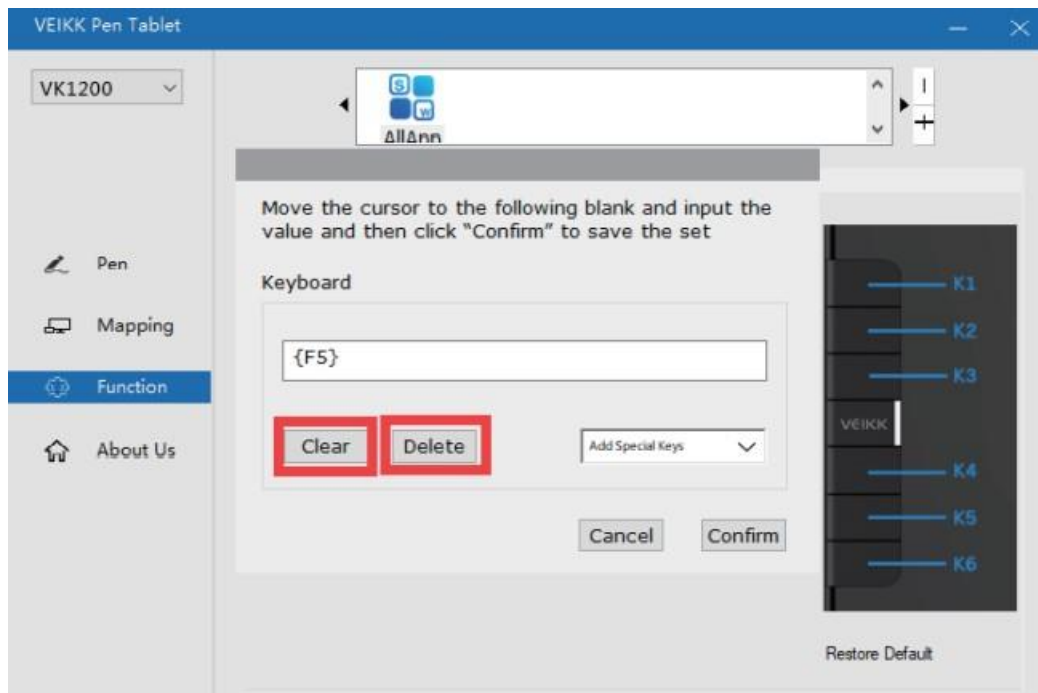 VEIKK Pen Tablet
VK1200
S
W
AllApp
Move the cursor to the following blank and input the
value and then click “Confirm” to save the set
Keyboard
{F5}
Clear
Delete
Add Special Keys
Cancel
Confirm
Pen
Mapping
Function
About Us
K1
K2
K3
VEIKK
K4
K5
K6
Restore Default